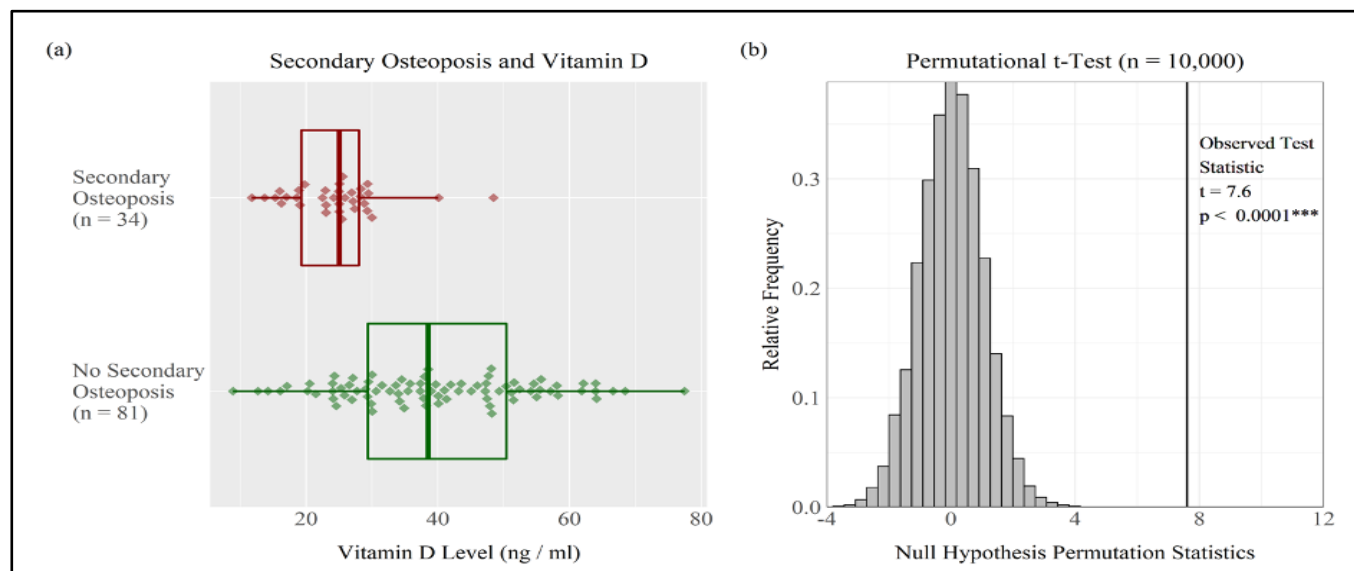 (a)
Secondary Osteoposis and Vitamin D
Secondary
Osteoposis
(n = 34)
No Secondary
Osteoposis
(n = 81)
20
40
60
80
Vitamin D Level (ng / ml)
(b)
Permutational t-Test (n = 10,000)
Relative Frequency
0.3
0.2
0.1
0.0
Observed Test
Statistic
t = 7.6
p < 0.0001***
-4
0
4
8
12
Null Hypothesis Permutation Statistics